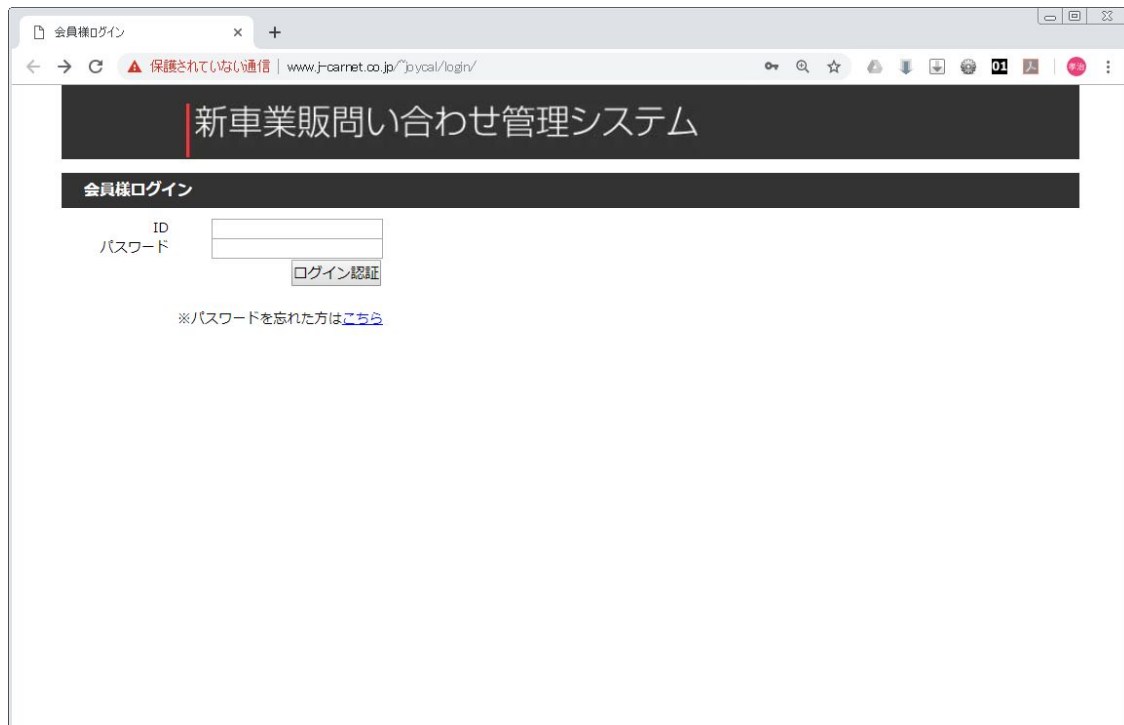 会員様ログイン
保護されていない通信 | www.j-carnet.co.jp/~joycal/login/
01
孝治
新車業販問い合わせ管理システム
会員様ログイン
ID
パスワード
ログイン認証
※パスワードを忘れた方はこちら